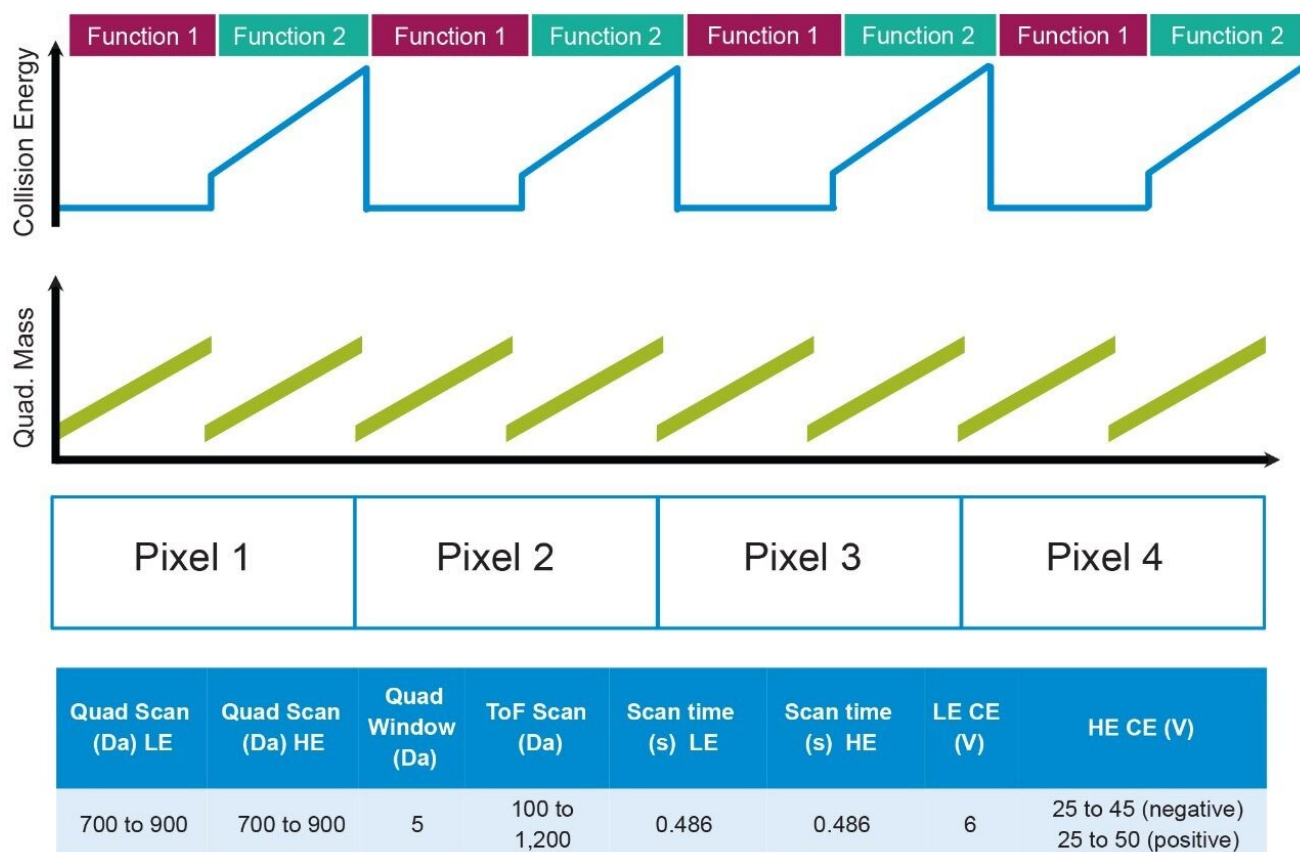 Function 1 Function 2 Function 1 Function 2 Function 1 Function 2 Function 1 Function 2
Collision Energy
Quad. Mass
Pixel 1 Pixel 2 Pixel 3 Pixel 4
Quad Scan (Da) LE
Quad Scan (Da) HE
Quad Window (Da)
ToF Scan (Da)
Scan time (s) LE
Scan time (s) HE
LE CE (V)
HE CE (V)
700 to 900
700 to 900
5
100 to 1,200
0.486
0.486
6
25 to 45 (negative)
25 to 50 (positive)